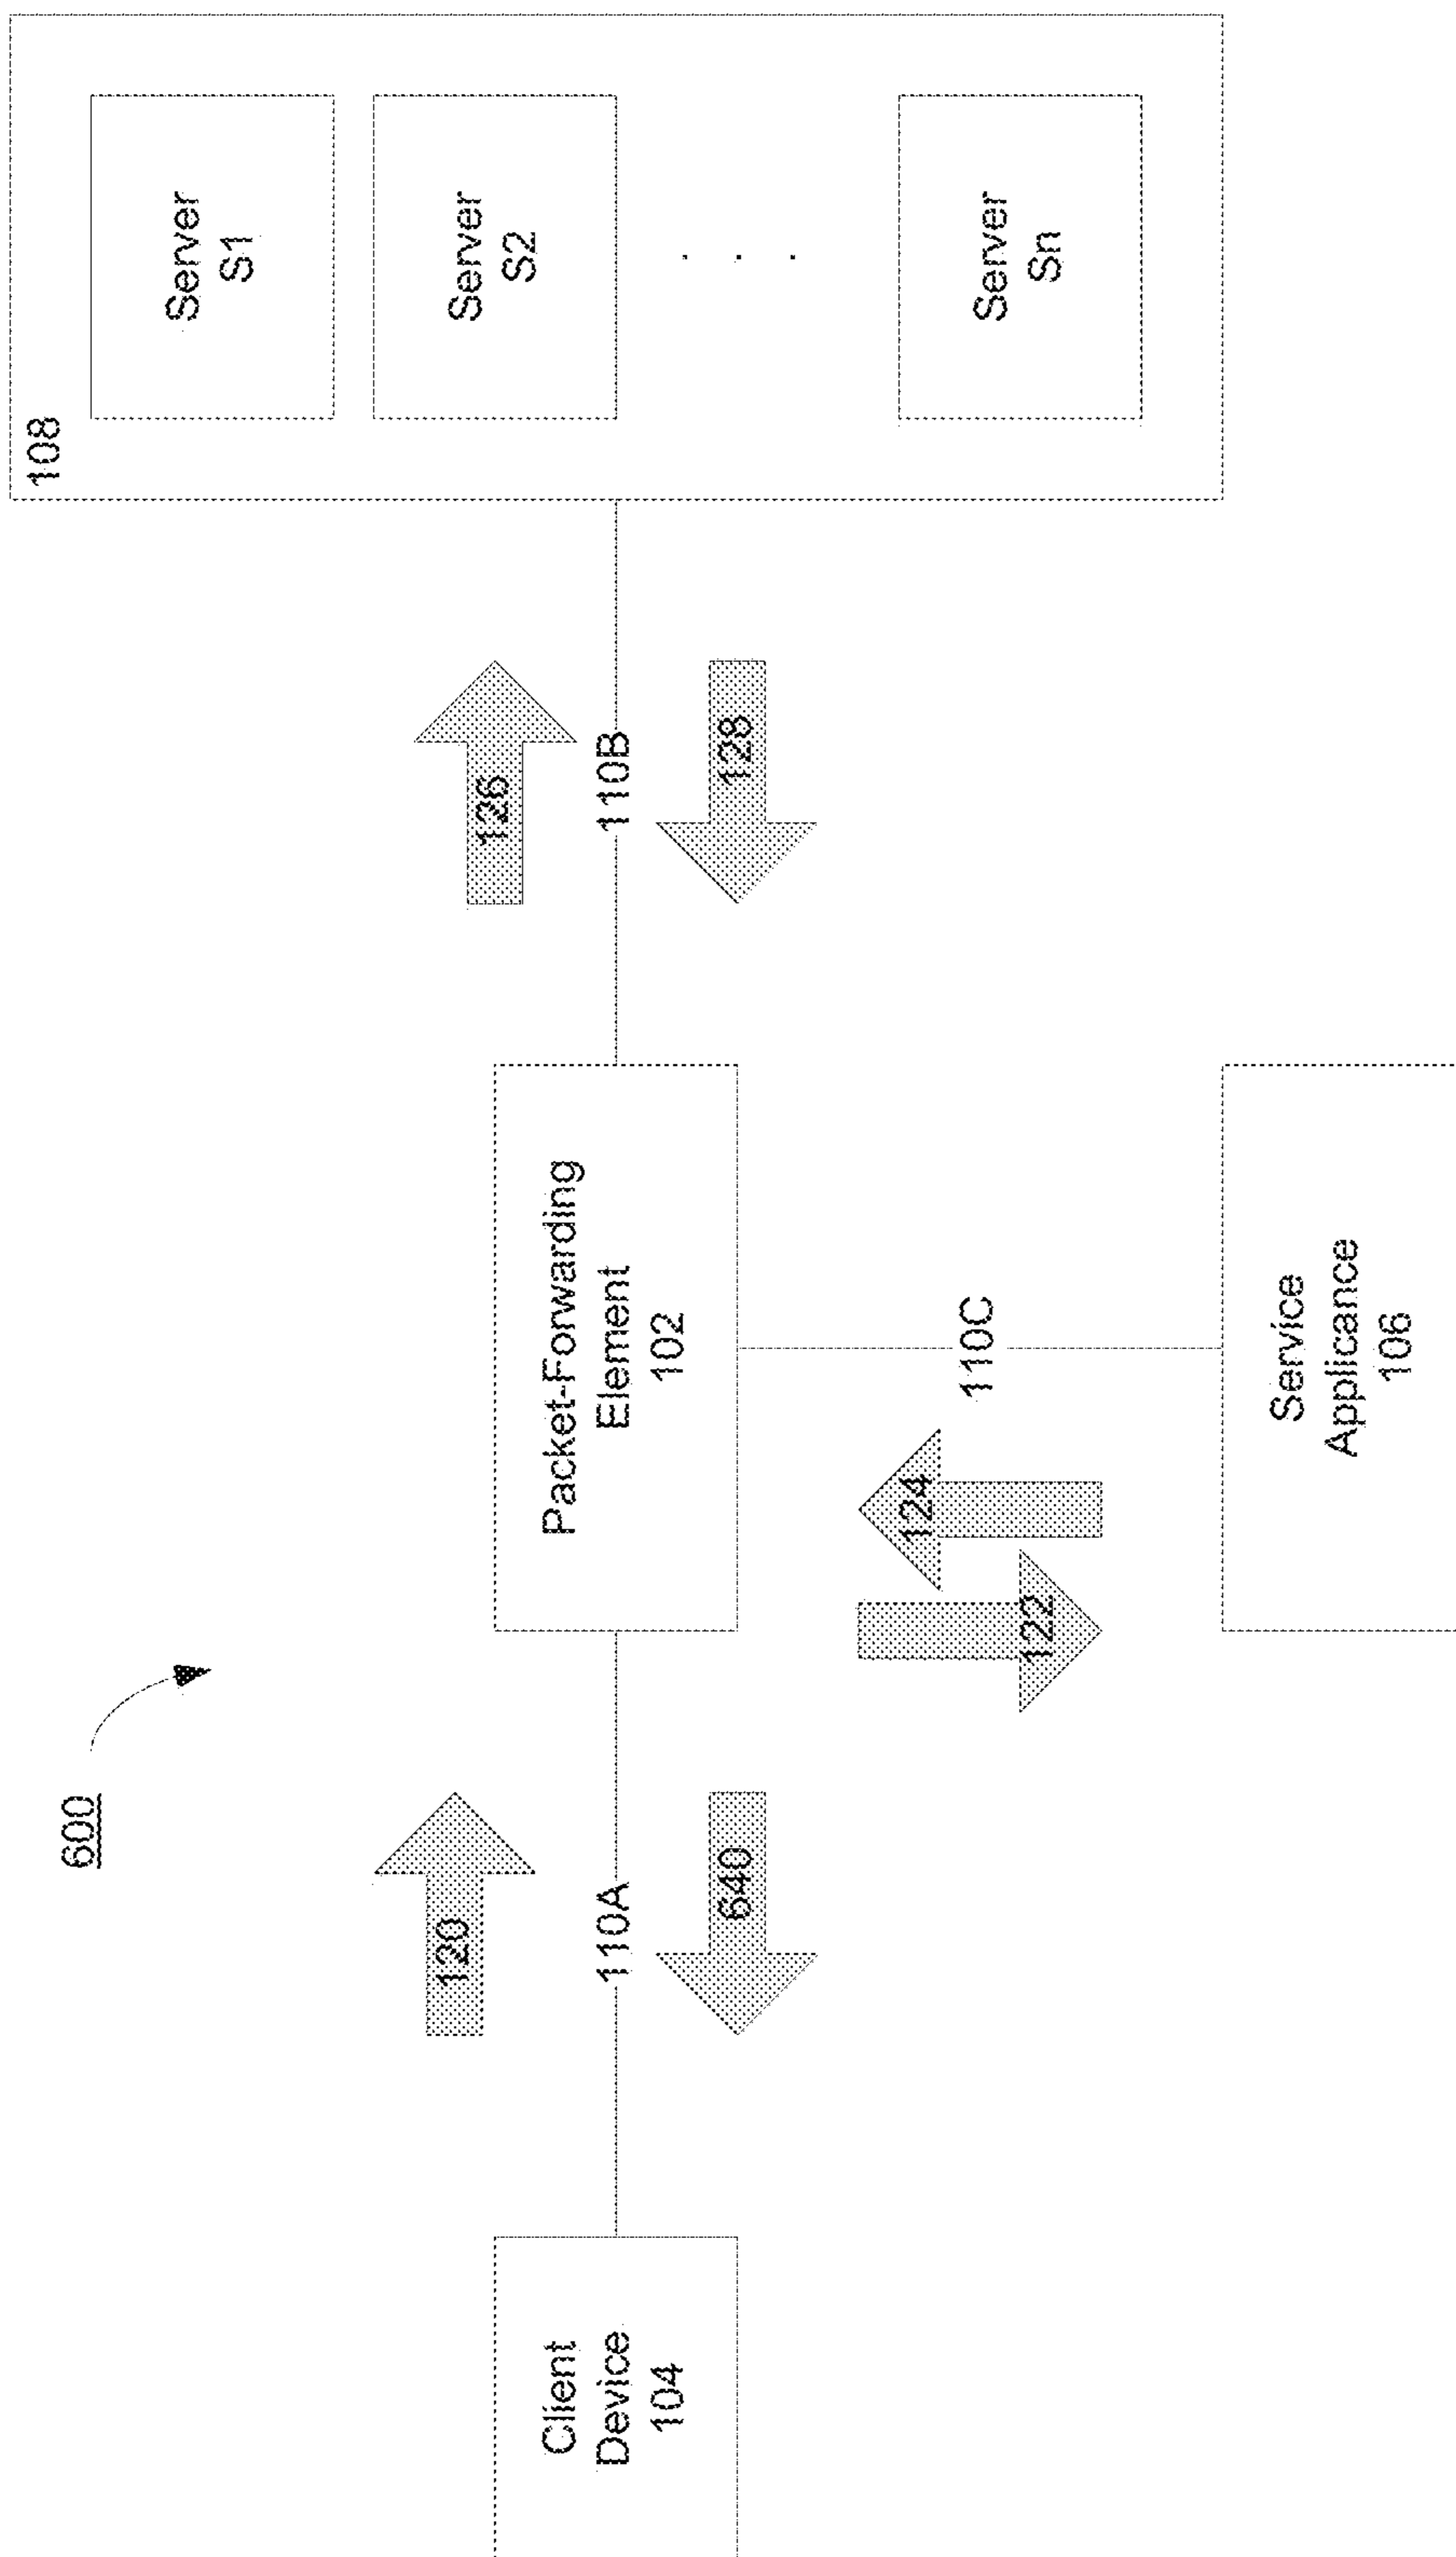 600
108
Server
S1
Server
S2
. . .
Server
Sn
120
110A
640
126
110B
128
Client
Device
104
Packet-Forwarding
Element
102
122
124
110C
Service
Applicance
106